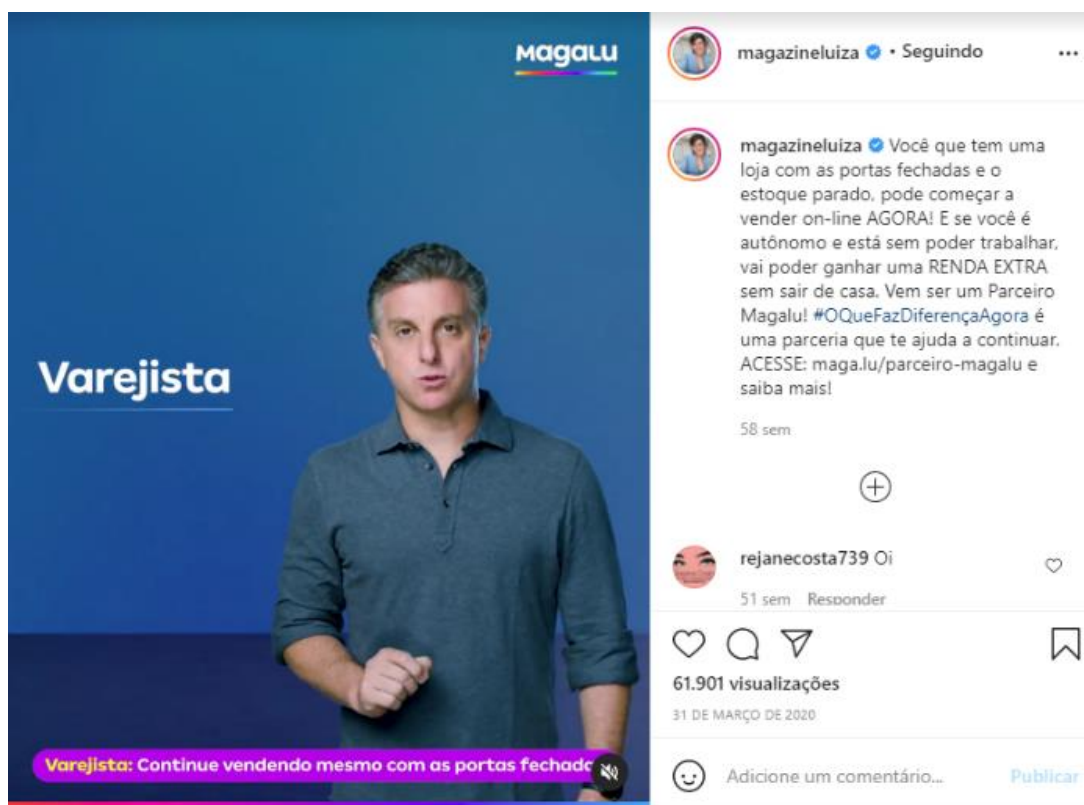 Magalu
Varejista
Varejista: Continue vendendo mesmo com as portas fechada
magazineluiza • Seguindo
magazineluiza Você que tem uma
loja com as portas fechadas e o
estoque parado, pode começar a
vender on-line AGORA! E se você é
autônomo e está sem poder trabalhar,
vai poder ganhar uma RENDA EXTRA
sem sair de casa. Vem ser um Parceiro
Magalu! #OQueFazDiferençaAgora é
uma parceria que te ajuda a continuar.
ACESSE: maga.lu/parceiro-magalu e
saiba mais!
58 sem
rejanecosta739 Oi
51 sem Responder
61.901 visualizações
31 DE MARÇO DE 2020
Adicione um comentário... Publicar